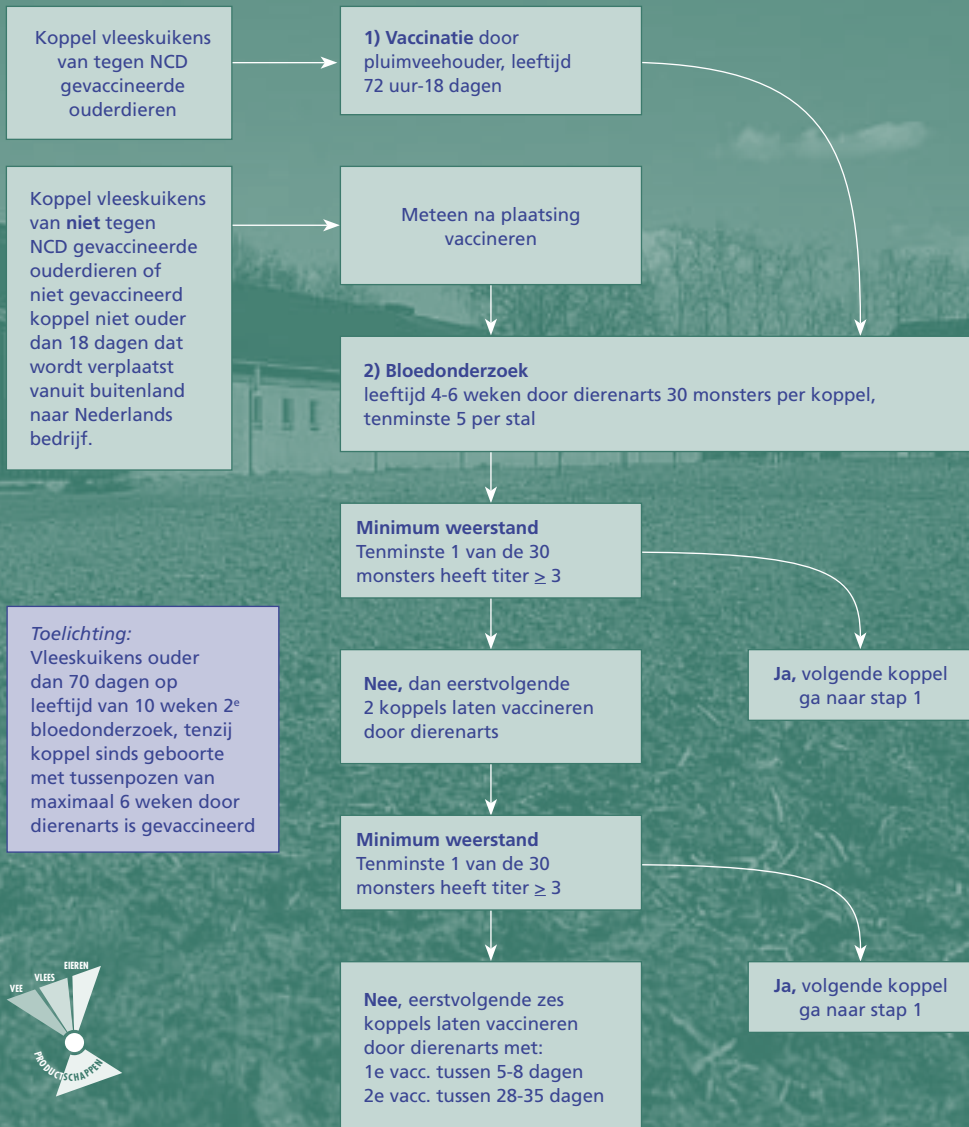 Koppel vleeskuikens
van tegen NCD
gevaccineerde
ouderdieren
1) Vaccinatie door
pluimveehouder, leeftijd
72 uur-18 dagen
Koppel vleeskuikens
van niet tegen
NCD gevaccineerde
ouderdieren of
niet gevaccineerd
koppel niet ouder
dan 18 dagen dat
wordt verplaatst
vanuit buitenland
naar Nederlands
bedrijf.
Meteen na plaatsing
vaccineren
2) Bloedonderzoek
leeftijd 4-6 weken door dierenarts 30 monsters per koppel,
tenminste 5 per stal
Minimum weerstand
Tenminste 1 van de 30
monsters heeft titer ≥ 3
Toelichting:
Vleeskuikens ouder
dan 70 dagen op
leeftijd van 10 weken 2e
bloedonderzoek, tenzij
koppel sinds geboorte
met tussenpozen van
maximaal 6 weken door
dierenarts is gevaccineerd
Nee, dan eerstvolgende
2 koppels laten vaccineren
door dierenarts
Ja, volgende koppel
ga naar stap 1
Minimum weerstand
Tenminste 1 van de 30
monsters heeft titer ≥ 3
Nee, eerstvolgende zes
koppels laten vaccineren
door dierenarts met:
1e vacc. tussen 5-8 dagen
2e vacc. tussen 28-35 dagen
Ja, volgende koppel
ga naar stap 1
VEE
VLEES
EIEREN
PRODUCTSCHAPPEN